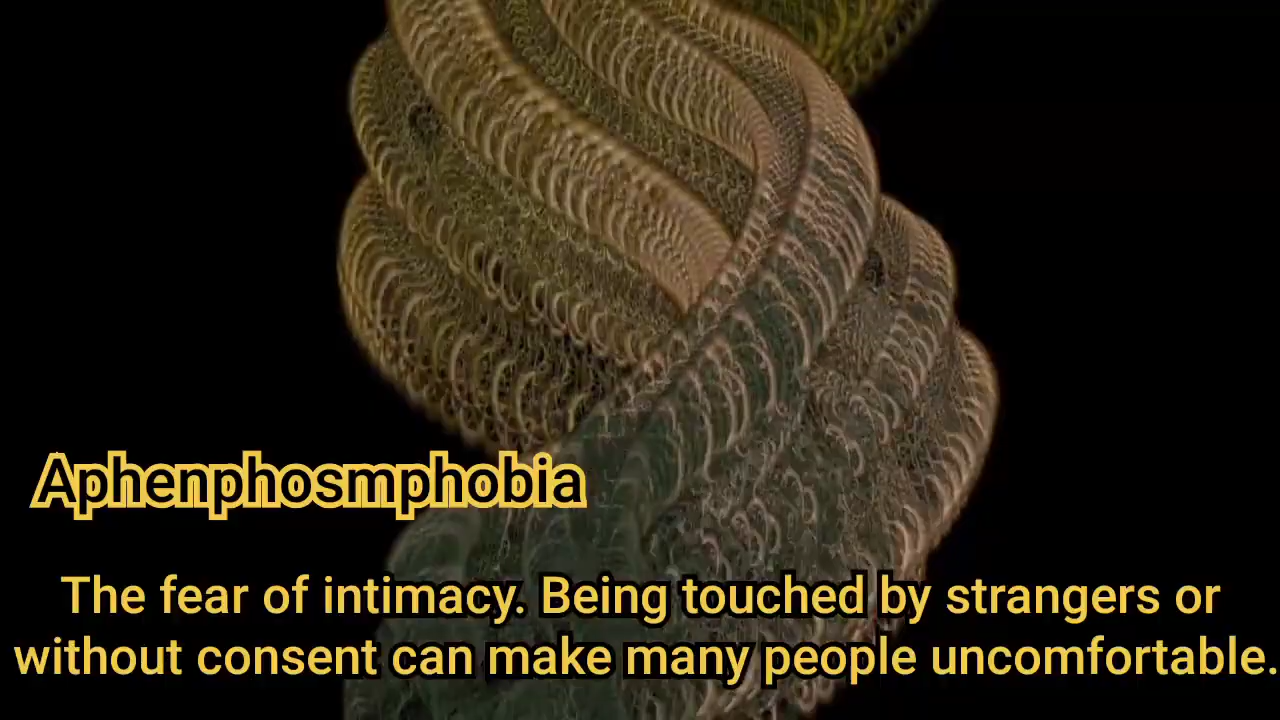 Aphenphosmphobia
The fear of intimacy. Being touched by strangers or
without consent can make many people uncomfortable.